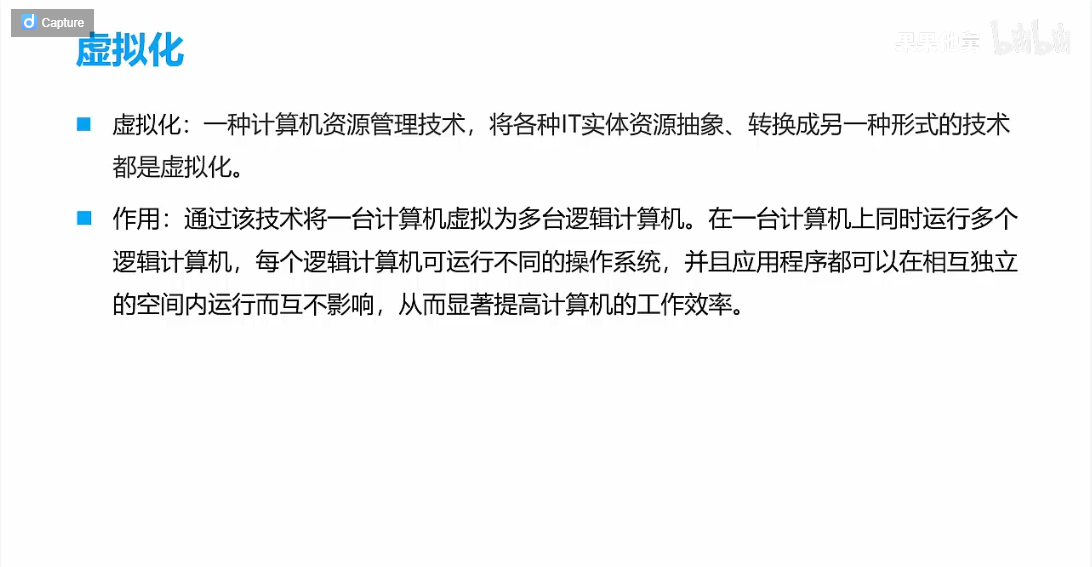 Capture
虚拟化
虚拟化：一种计算机资源管理技术，将各种IT实体资源抽象、转换成另一种形式的技术
都是虚拟化。
作用：通过该技术将一台计算机虚拟为多台逻辑计算机。在一台计算机上同时运行多个
逻辑计算机，每个逻辑计算机可运行不同的操作系统，并且应用程序都可以在相互独立
的空间内运行而互不影响，从而显著提高计算机的工作效率。